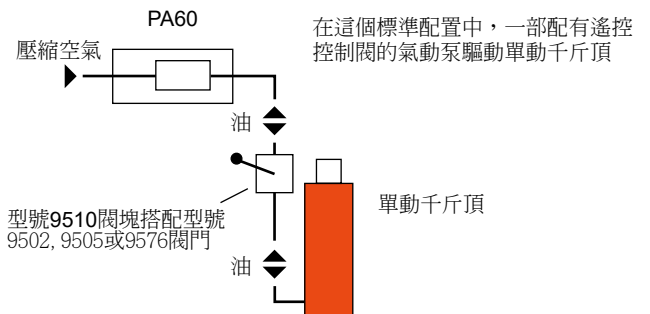 PA60
在這個標準配置中，一部配有遙控
控制閥的氣動泵驅動單動千斤頂
壓縮空氣
油
型號9510閥塊搭配型號
9502, 9505或9576閥門
單動千斤頂
油